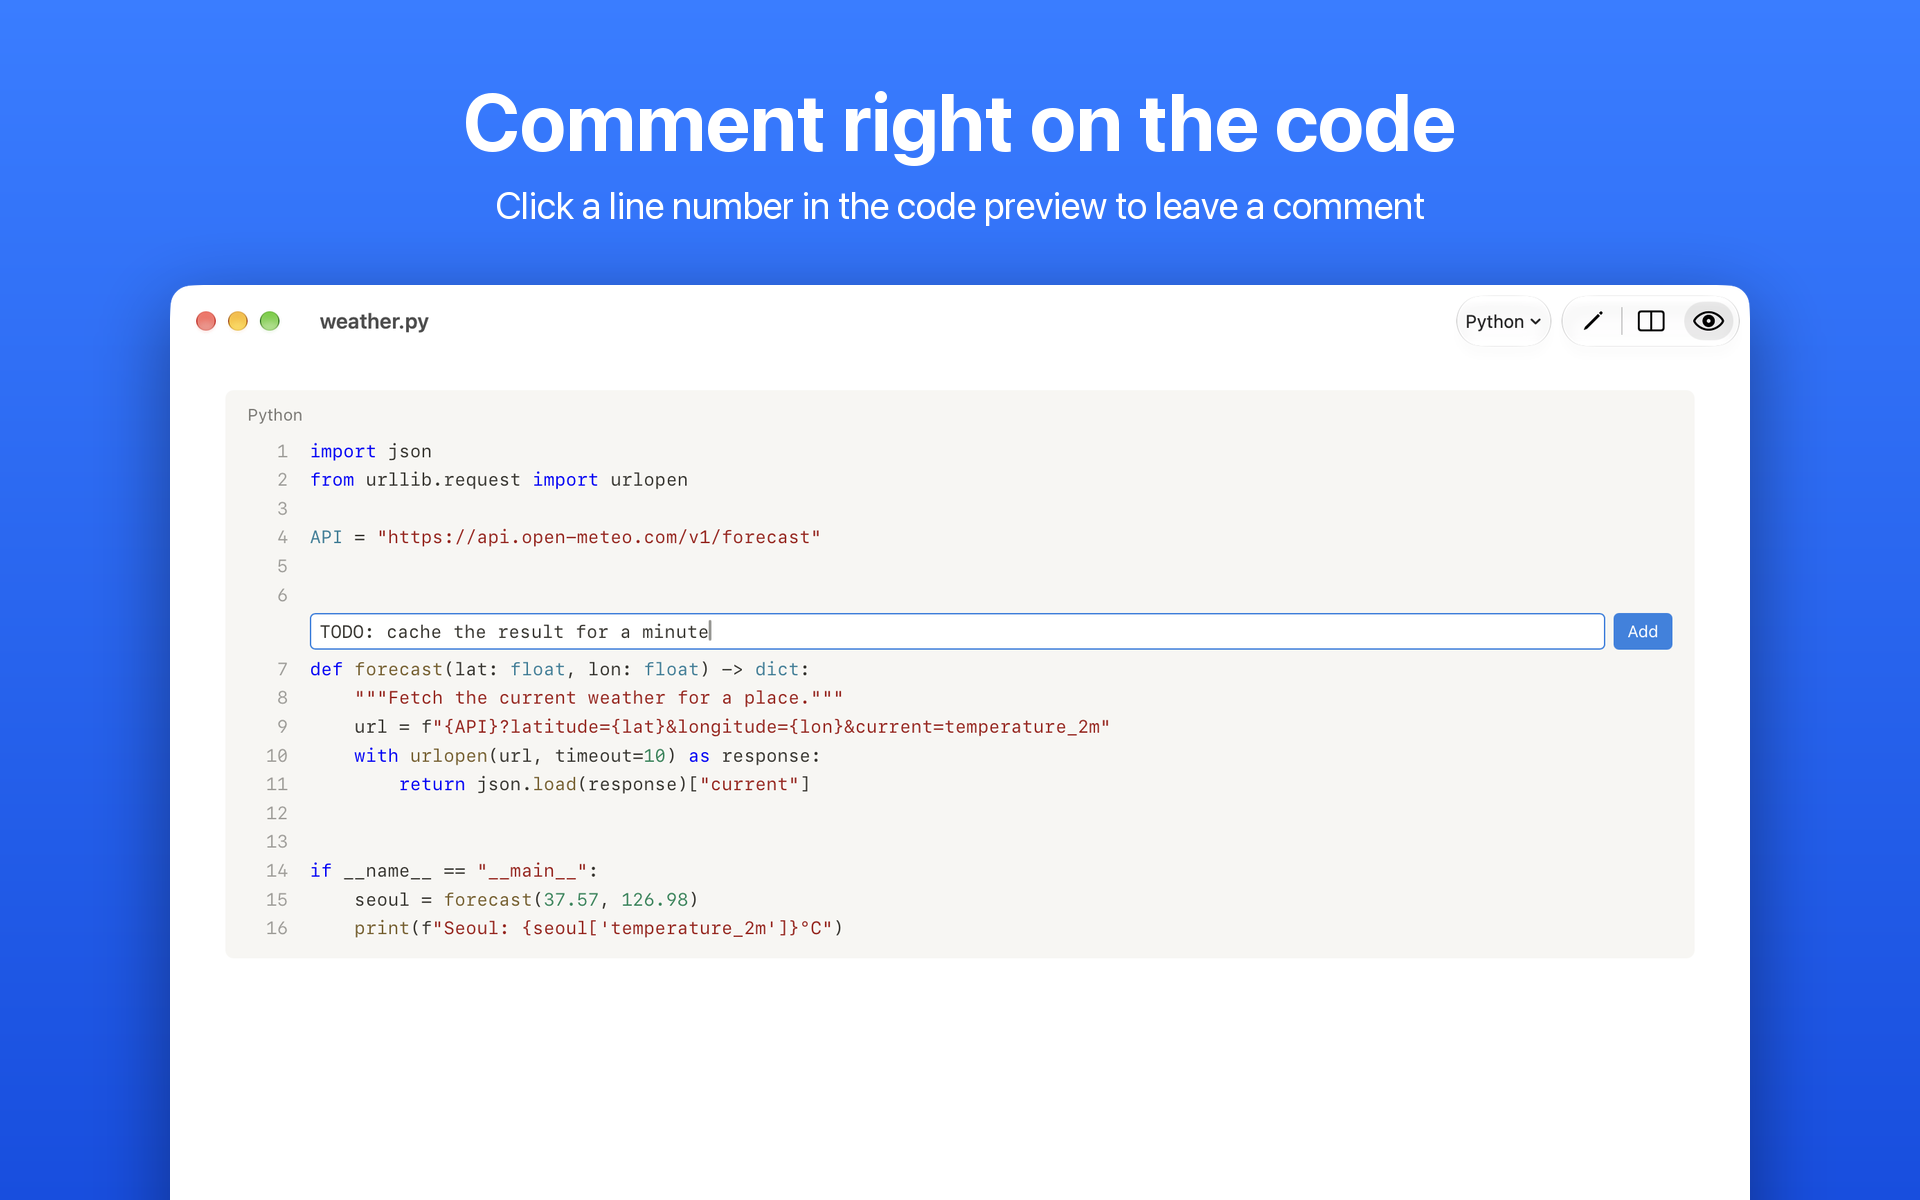 Comment right on the code
Click a line number in the code preview to leave a comment
weather.py
Python
Python
1 import json
2 from urllib.request import urlopen
3
4 API = "https://api.open-meteo.com/v1/forecast"
5
6
TODO: cache the result for a minute
Add
7 def forecast(lat: float, lon: float) -> dict:
8     """Fetch the current weather for a place."""
9     url = f"{API}?latitude={lat}&longitude={lon}&current=temperature_2m"
10     with urlopen(url, timeout=10) as response:
11         return json.load(response)["current"]
12
13
14 if __name__ == "__main__":
15     seoul = forecast(37.57, 126.98)
16     print(f"Seoul: {seoul['temperature_2m']}°C")